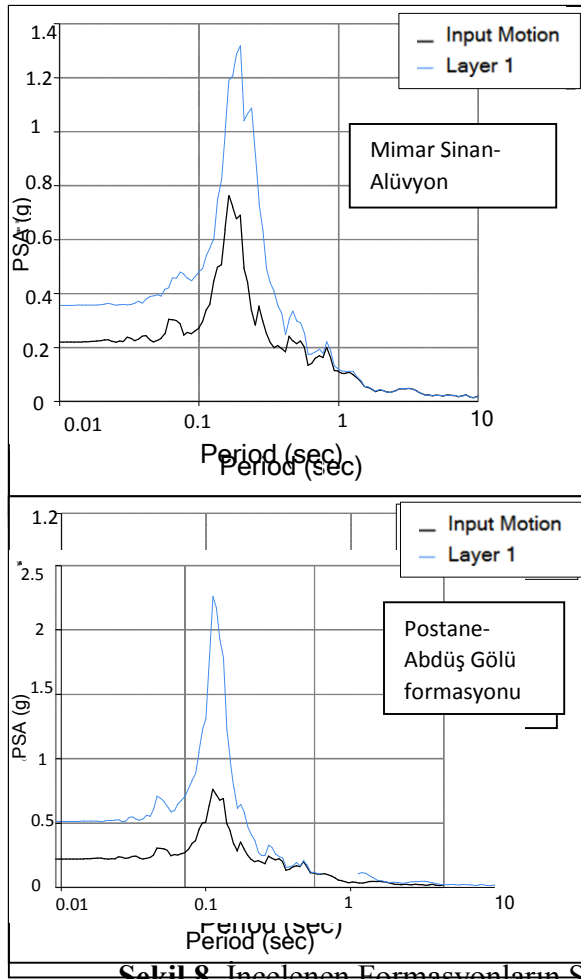 1.4
Input Motion
Layer 1
1.2
1
Mimar Sinan-
Alüvyon
0.8
PSA (g)
0.6
0.4
0.2
0
0.01
0.1
1
10
Period (sec)
Period (sec)
1.2
Input Motion
Layer 1
2.5
Postane-
Abdüş Gölü
formasyonu
2
1.5
PSA (g)
1
0.5
0
0.01
0.1
1
10
Period (sec)
Period (sec)
Şekil 8. İncelenen Formasyonların S